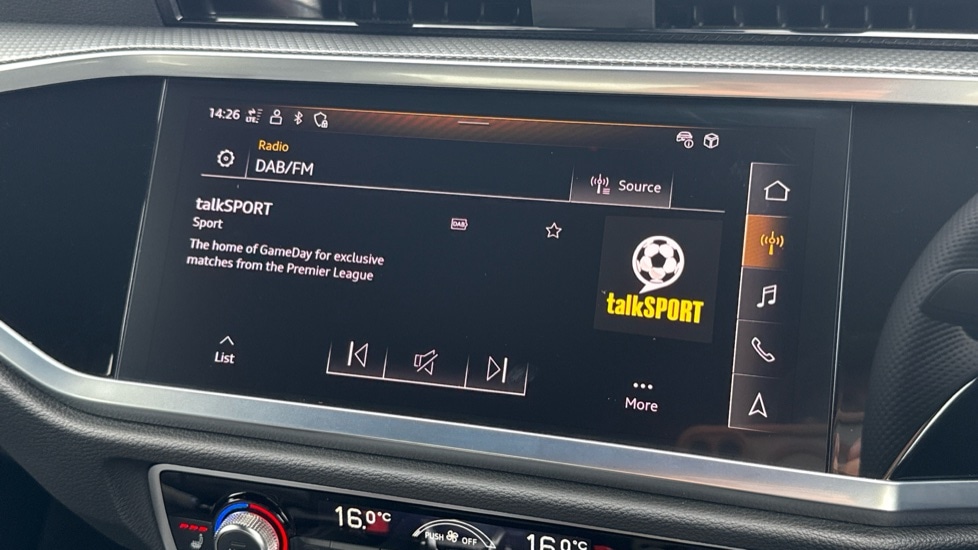 14:26
LTE
Radio
DAB/FM
Source
talkSPORT
Sport
DAB
The home of GameDay for exclusive
matches from the Premier League
talkSPORT
List
More
16.0°C
PUSH OFF
16.0°C